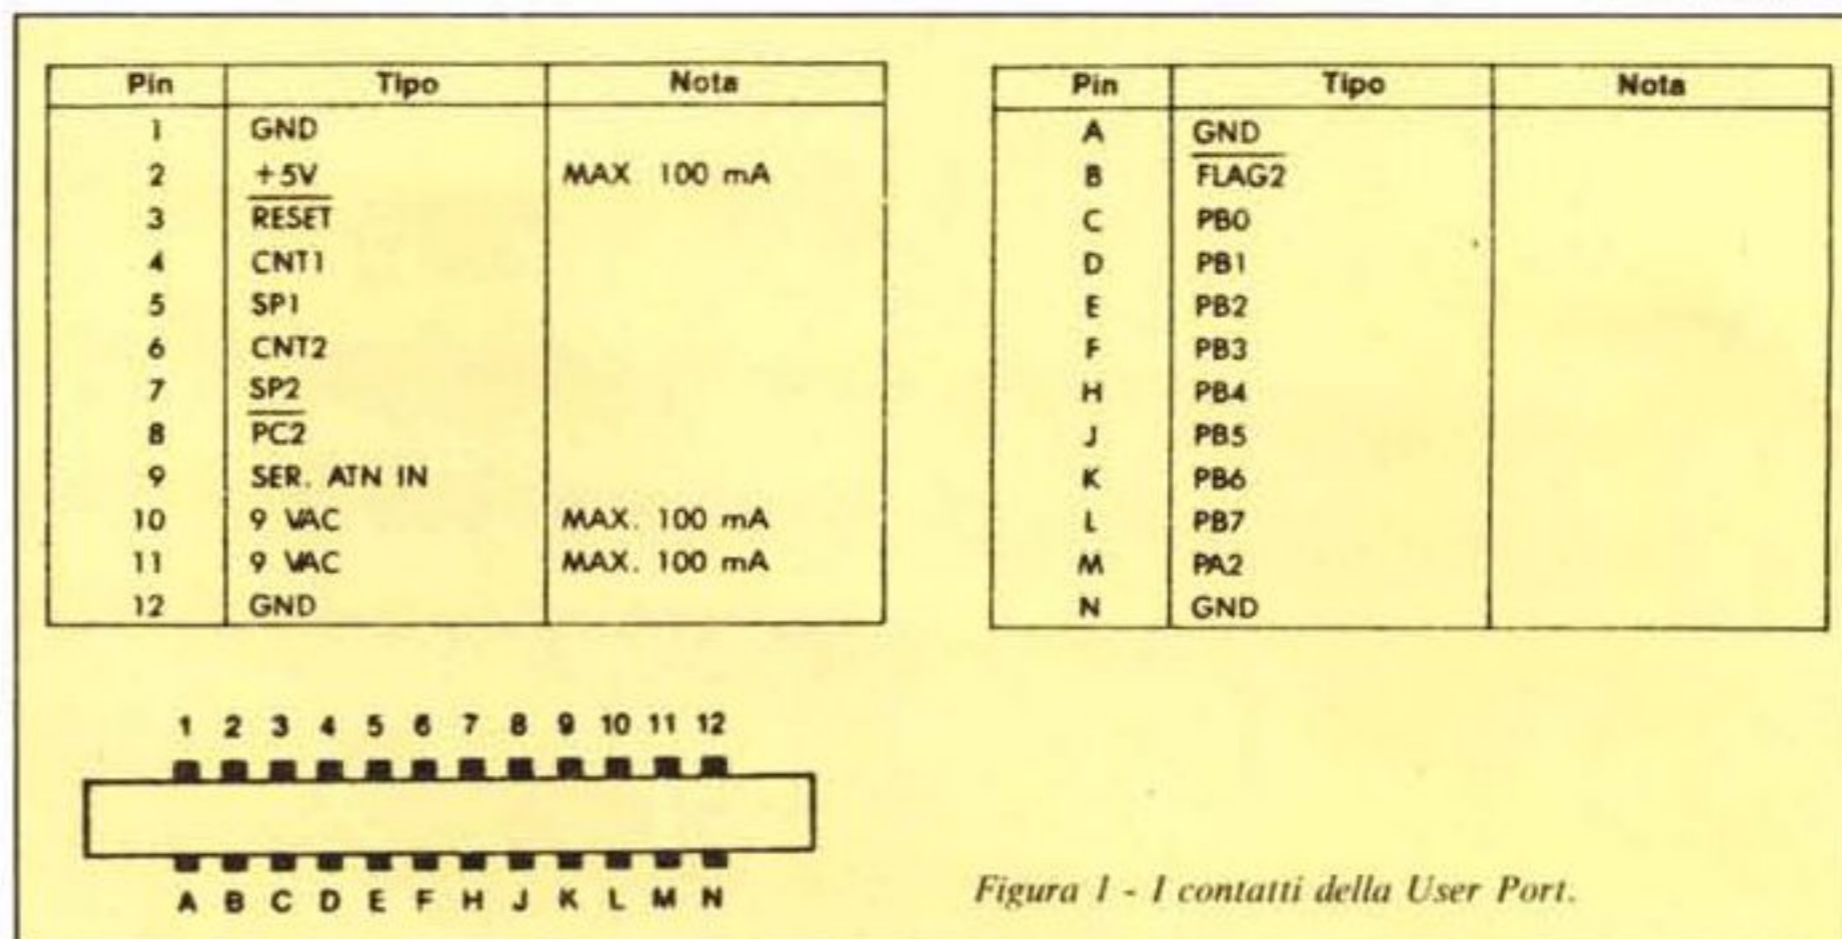 Pin Tipo Nota
1 GND
2 +5V MAX 100 mA
3 R̅E̅S̅E̅T̅
4 CNT1
5 SP1
6 CNT2
7 SP2
8 P̅C̅2̅
9 SER. ATN IN
10 9 VAC MAX. 100 mA
11 9 VAC MAX. 100 mA
12 GND
Pin Tipo Nota
A GND
B F̅L̅A̅G̅2̅
C PB0
D PB1
E PB2
F PB3
H PB4
J PB5
K PB6
L PB7
M PA2
N GND
1 2 3 4 5 6 7 8 9 10 11 12
A B C D E F H J K L M N
Figura 1 - I contatti della User Port.